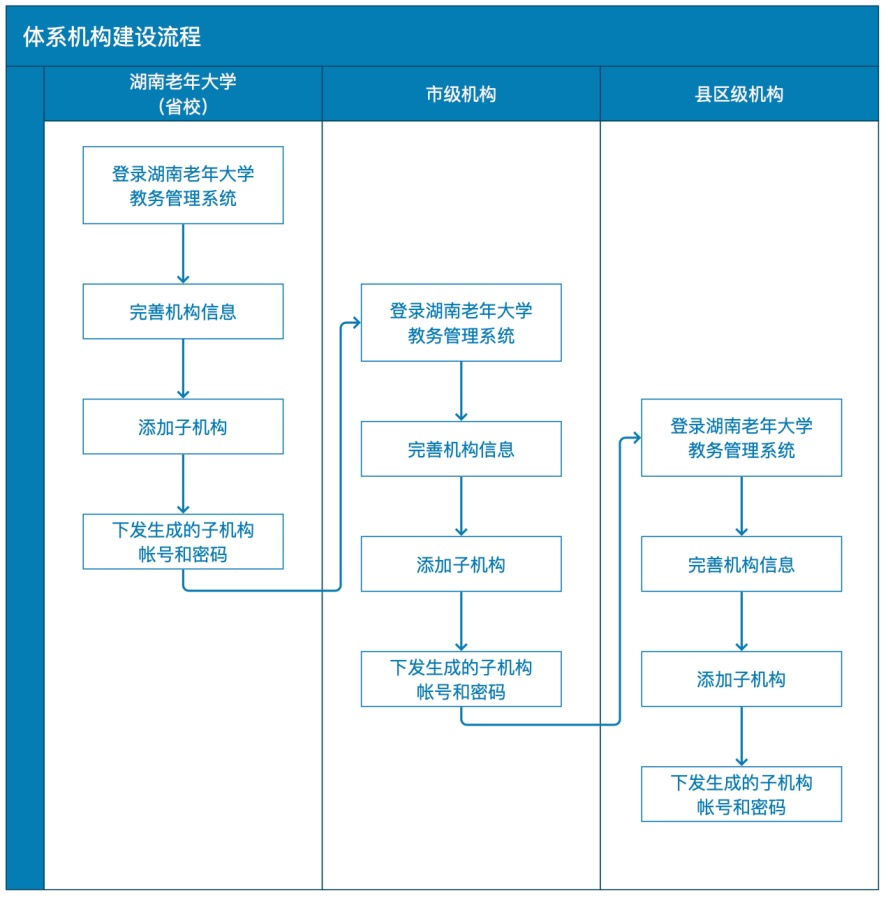 体系机构建设流程
湖南老年大学
（省校）
市级机构
县区级机构
登录湖南老年大学
教务管理系统
完善机构信息
添加子机构
下发生成的子机构
帐号和密码
登录湖南老年大学
教务管理系统
完善机构信息
添加子机构
下发生成的子机构
帐号和密码
登录湖南老年大学
教务管理系统
完善机构信息
添加子机构
下发生成的子机构
帐号和密码